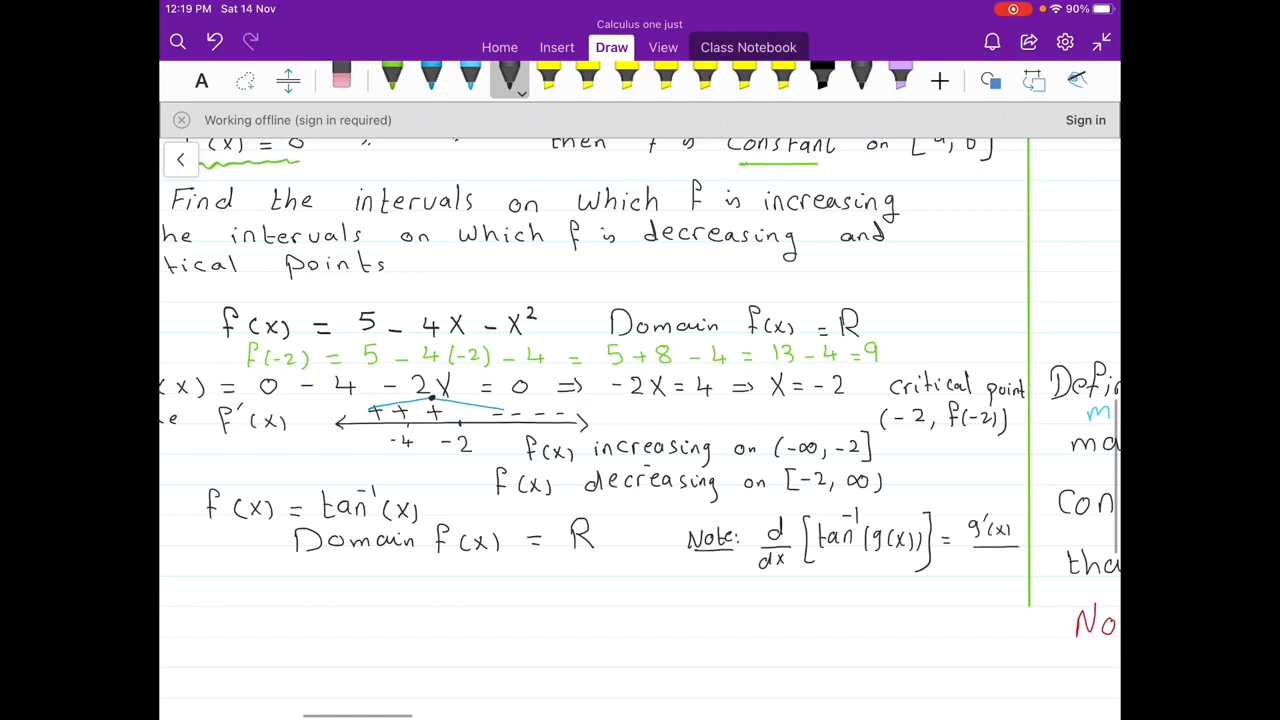 12:19 PM Sat 14 Nov
90%
Calculus one just
Home Insert Draw View Class Notebook
A
Working offline (sign in required) Sign in
(x) = 0 then f is constant on [a, b]
Find the intervals on which f is increasing
he intervals on which f is decreasing and
tical points
f(x) = 5 - 4x - x² Domain f(x) = R
f(-2) = 5 - 4(-2) - 4 = 5 + 8 - 4 = 13 - 4 = 9
(x) = 0 - 4 - 2x = 0 ⇒ -2x = 4 ⇒ x = -2 critical point
f'(x) + + + - - - - (-2, f(-2))
-4 -2 f(x) increasing on (-∞, -2]
f(x) decreasing on [-2, ∞)
f(x) = tan⁻¹(x)
Domain f(x) = R
Note: d/dx [tan⁻¹(g(x))] = g'(x)
Defin
m
ma
Con
tha
No